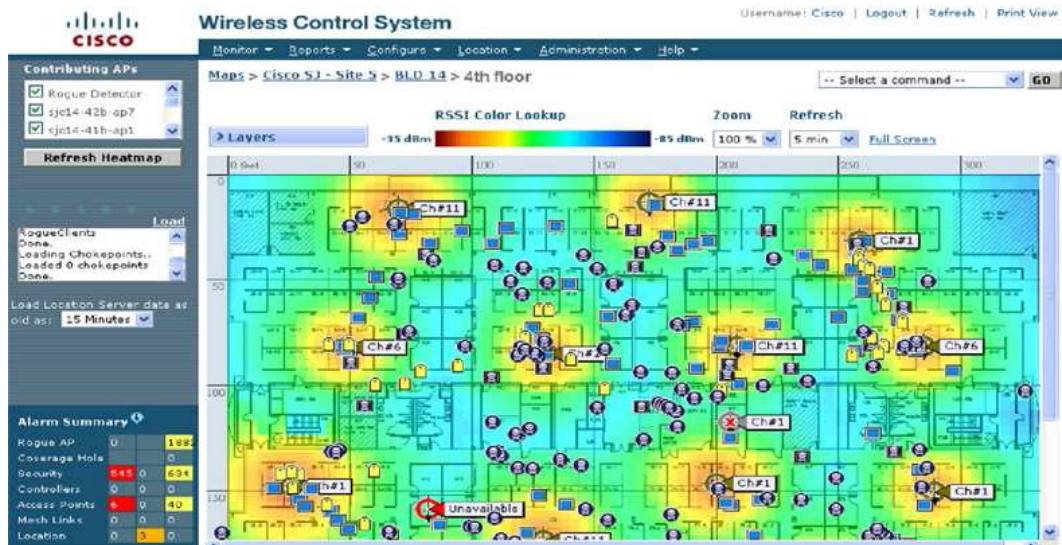 CISCO
Wireless Control System
Username: Cisco | Logout | Refresh | Print View
Monitor Reports Configure Location Administration Help
Contributing APs
Rogue Detector
sjc14-42b-ap7
sjc14-41b-ap1
Refresh Heatmap
Load
RogueClients
Done.
Loading Chokepoints..
Loaded 0 chokepoints
Done.
Load Location Server data as
old as: 15 Minutes
Alarm Summary
Rogue AP 0 1882
Coverage Hole 0
Security 545 0 634
Controllers 0 0 0
Access Points 6 0 40
Mesh Links 0 0 0
Location 0 3 0
Maps > Cisco SJ - Site 5 > BLD 14 > 4th floor
-- Select a command -- GO
RSSI Color Lookup
Zoom Refresh
> Layers
-35 dBm -85 dBm
100 % 5 min Full Screen
0 feet 50 100 150 200 250 300
0
50
100
150
Ch#11
Ch#11
Ch#1
Ch#6
Ch#11
Ch#6
Ch#1
Ch#1
Ch#1
Unavailable
Ch#11